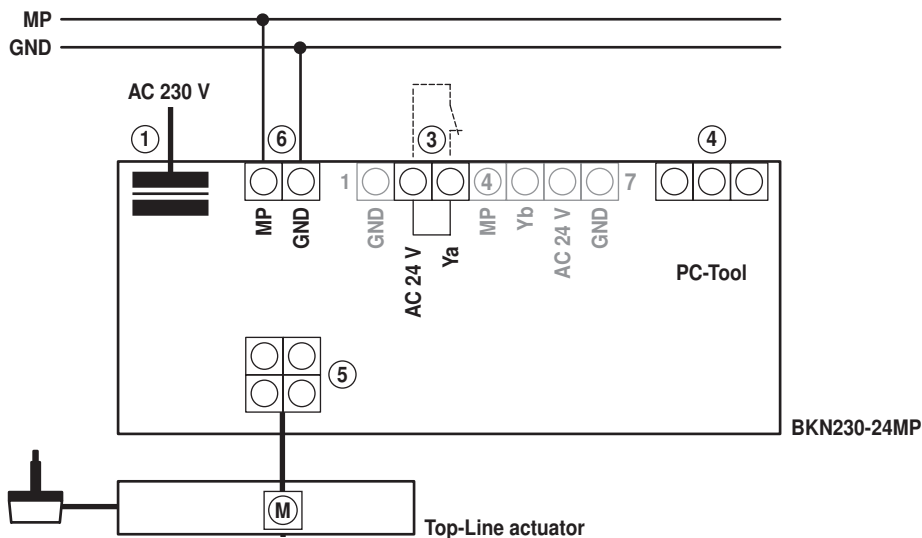 MP
GND
AC 230 V
1 6 3 4
1 4 7
MP GND GND AC 24 V Ya MP Yb AC 24 V GND
PC-Tool
5
BKN230-24MP
M
Top-Line actuator